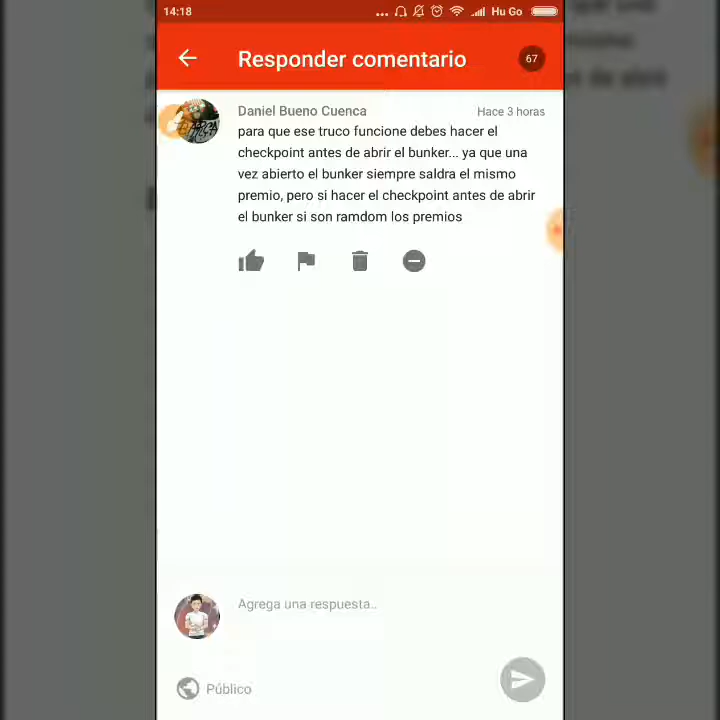 14:18
... Hu Go
Responder comentario
67
Daniel Bueno Cuenca
Hace 3 horas
para que ese truco funcione debes hacer el
checkpoint antes de abrir el bunker... ya que una
vez abierto el bunker siempre saldra el mismo
premio, pero si hacer el checkpoint antes de abrir
el bunker si son ramdom los premios
Agrega una respuesta..
Público